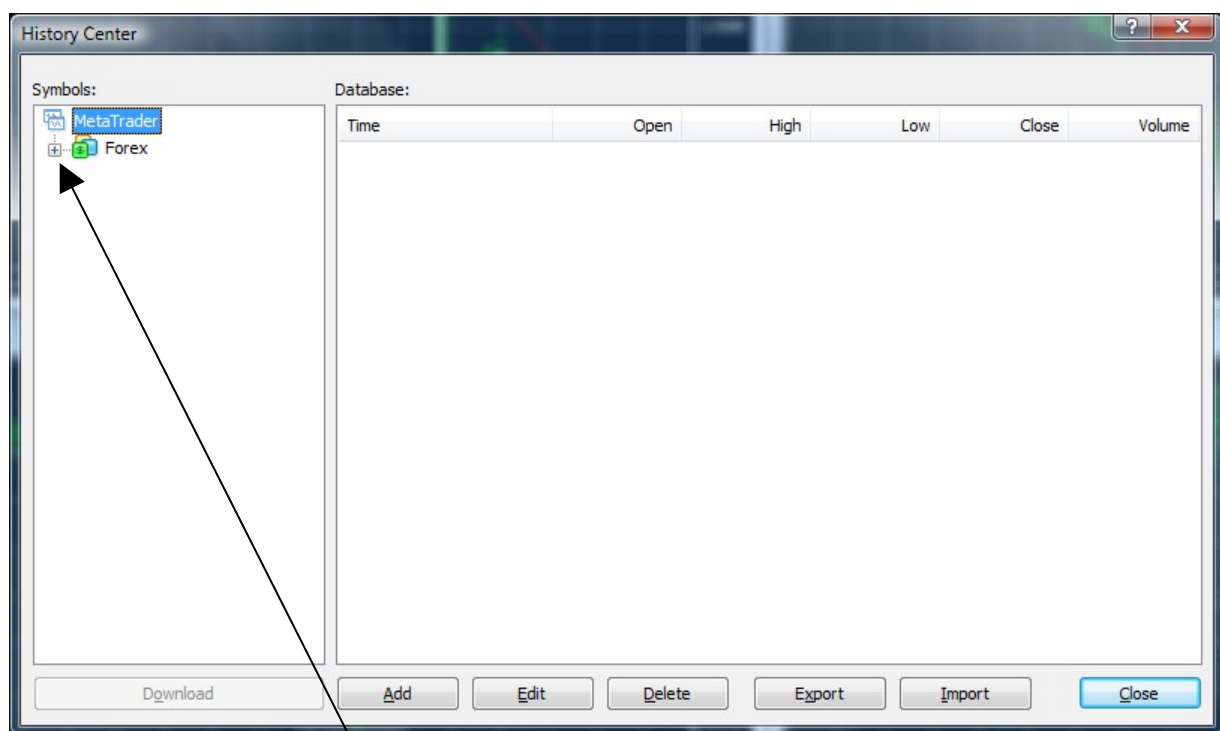 History Center
Symbols: Database:
MetaTrader
Time Open High Low Close Volume
Forex
Download Add Edit Delete Export Import Close